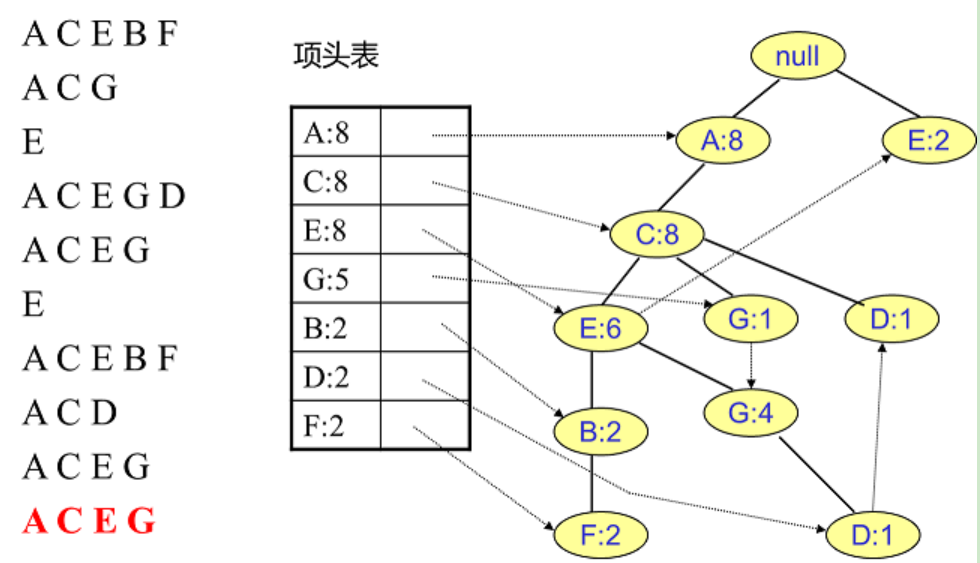 A C E B F
A C G
E
A C E G D
A C E G
E
A C E B F
A C D
A C E G
A C E G
项头表
A:8
C:8
E:8
G:5
B:2
D:2
F:2
null
A:8
E:2
C:8
E:6
G:1
D:1
B:2
G:4
F:2
D:1